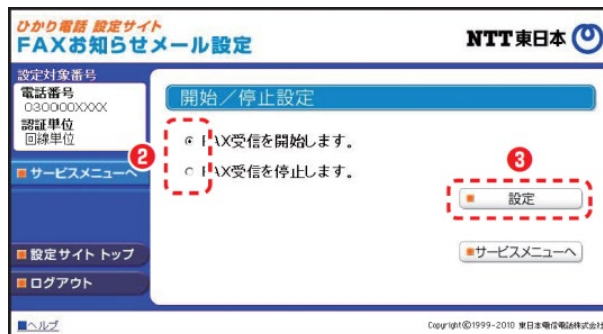 ひかり電話 設定サイト
FAXお知らせメール設定
NTT東日本
設定対象番号
電話番号
030000XXXX
認証単位
回線単位
サービスメニューへ
設定サイト トップ
ログアウト
開始/停止設定
2
FAX受信を開始します。
FAX受信を停止します。
3
設定
サービスメニューへ
ヘルプ
Copyright©1999-2010 東日本電信電話株式会社